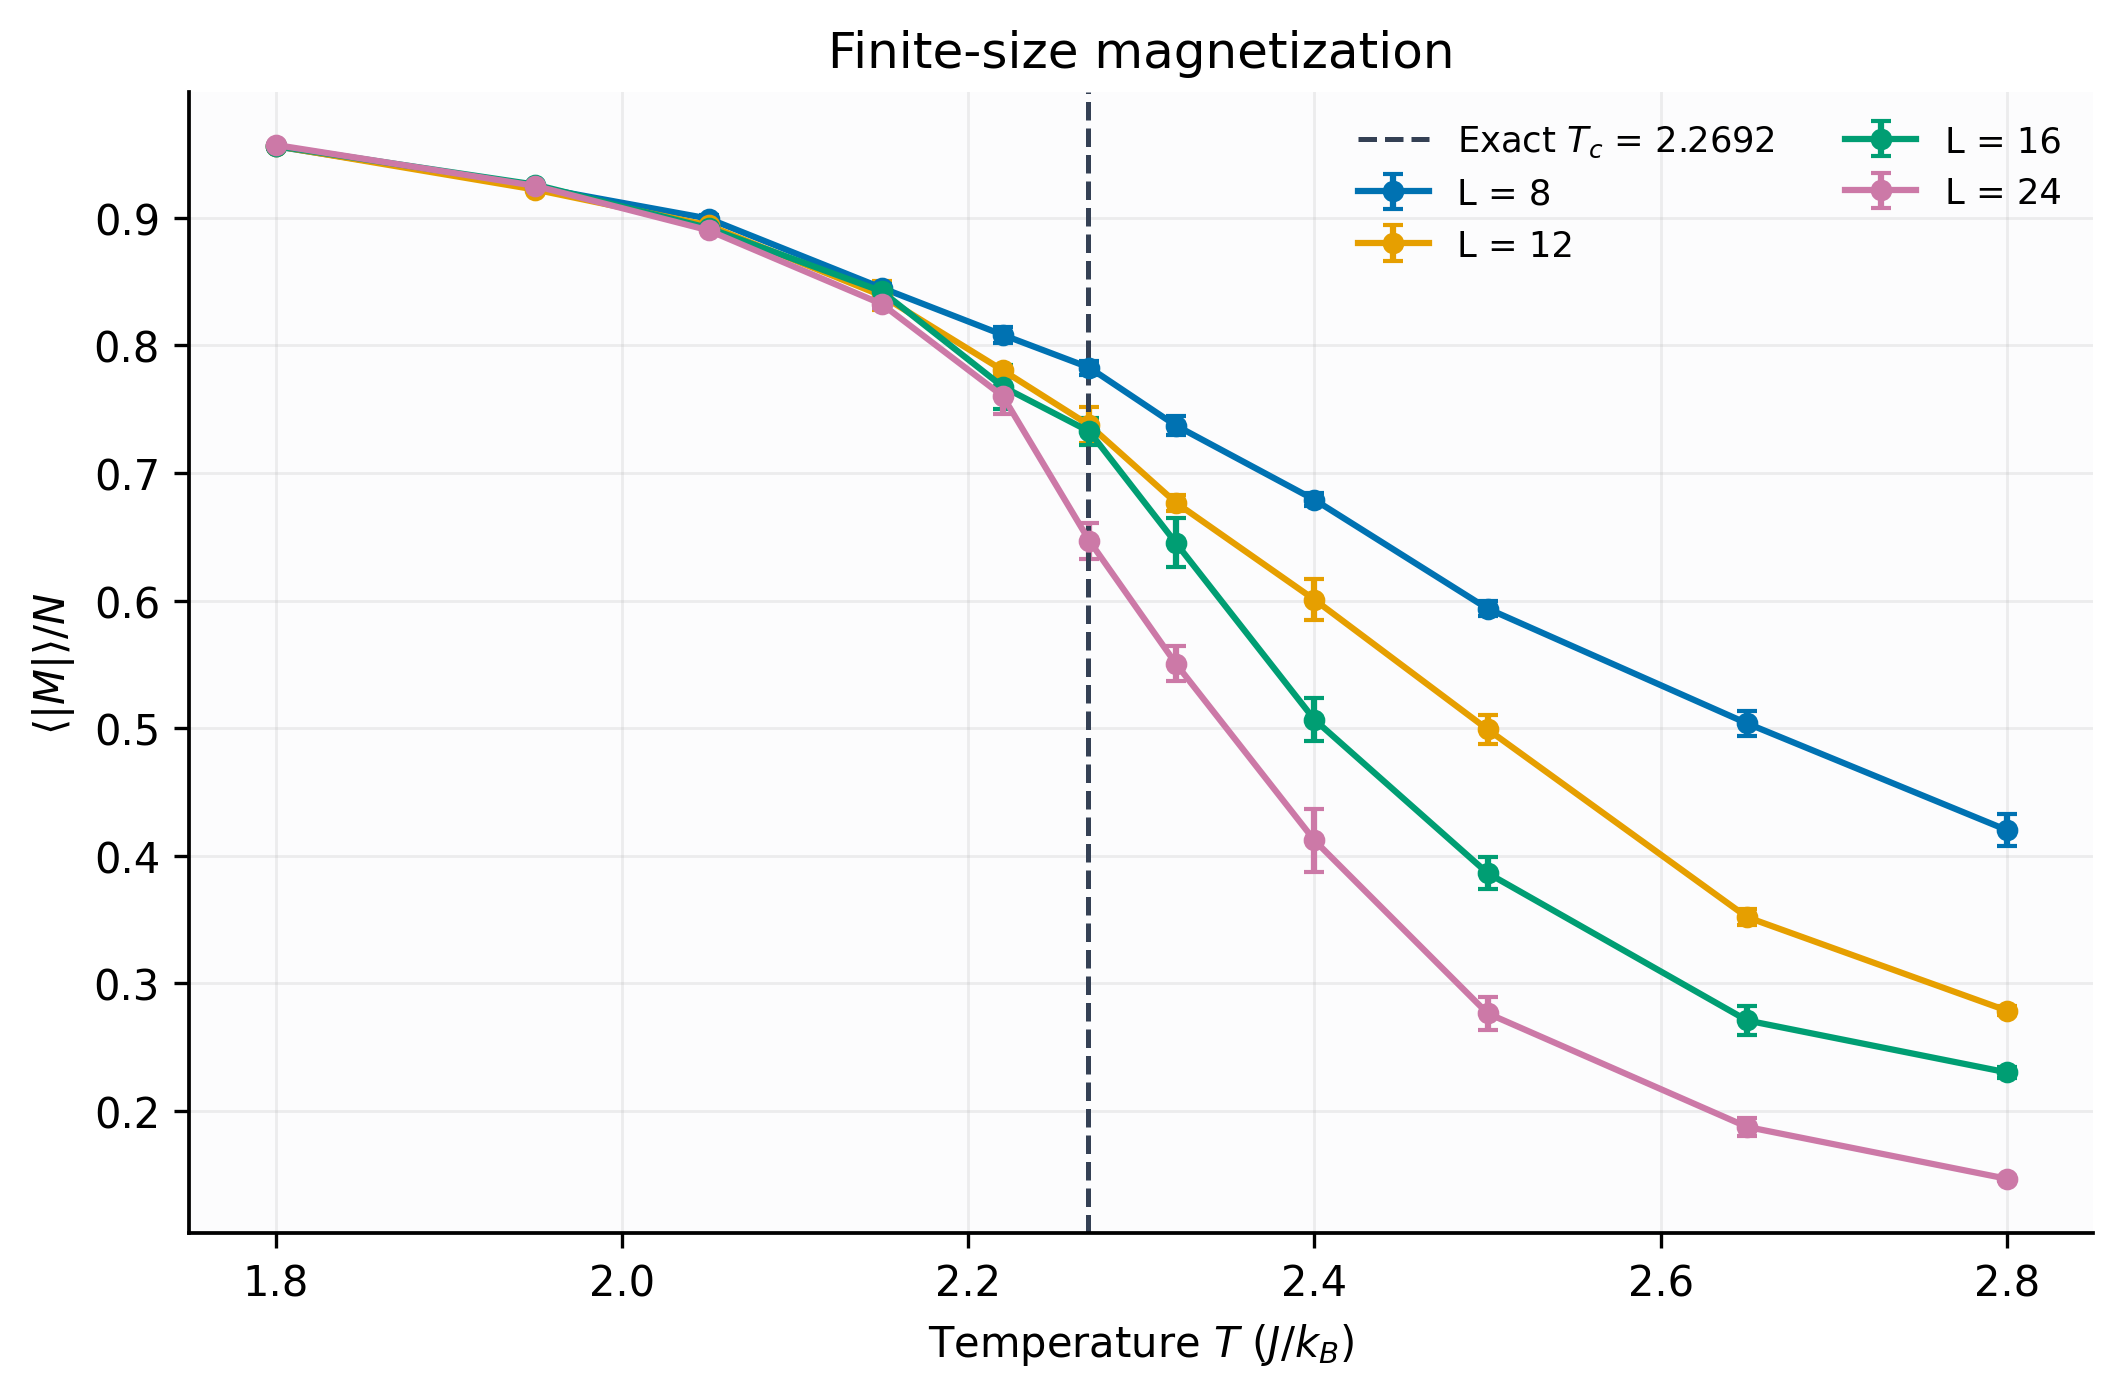 Finite-size magnetization
Exact T_c = 2.2692
L = 8
L = 12
L = 16
L = 24
⟨|M|⟩/N
0.9
0.8
0.7
0.6
0.5
0.4
0.3
0.2
1.8 2.0 2.2 2.4 2.6 2.8
Temperature T (J/k_B)